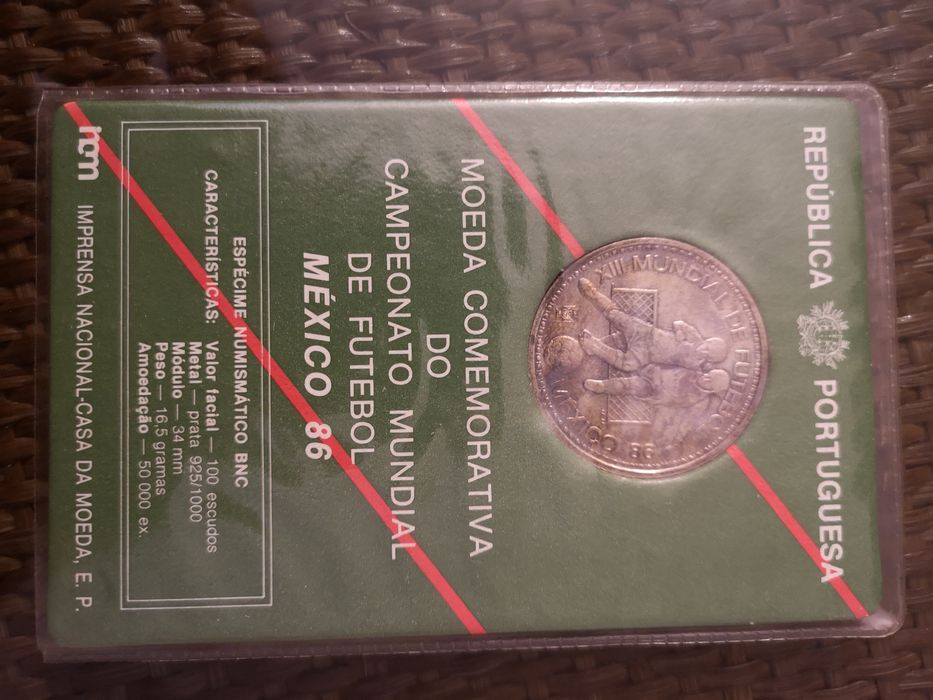 REPÚBLICA PORTUGUESA
XIII MUNDIAL DE FUTEBOL
MÉXICO 86
MOEDA COMEMORATIVA
DO
CAMPEONATO MUNDIAL
DE FUTEBOL
MÉXICO 86
ESPÉCIME NUMISMÁTICO BNC
CARACTERÍSTICAS: Valor facial — 100 escudos
Metal — prata 925/1000
Módulo — 34 mm
Peso — 16,5 gramas
Amoedação — 50 000 ex.
incm IMPRENSA NACIONAL-CASA DA MOEDA, E. P.